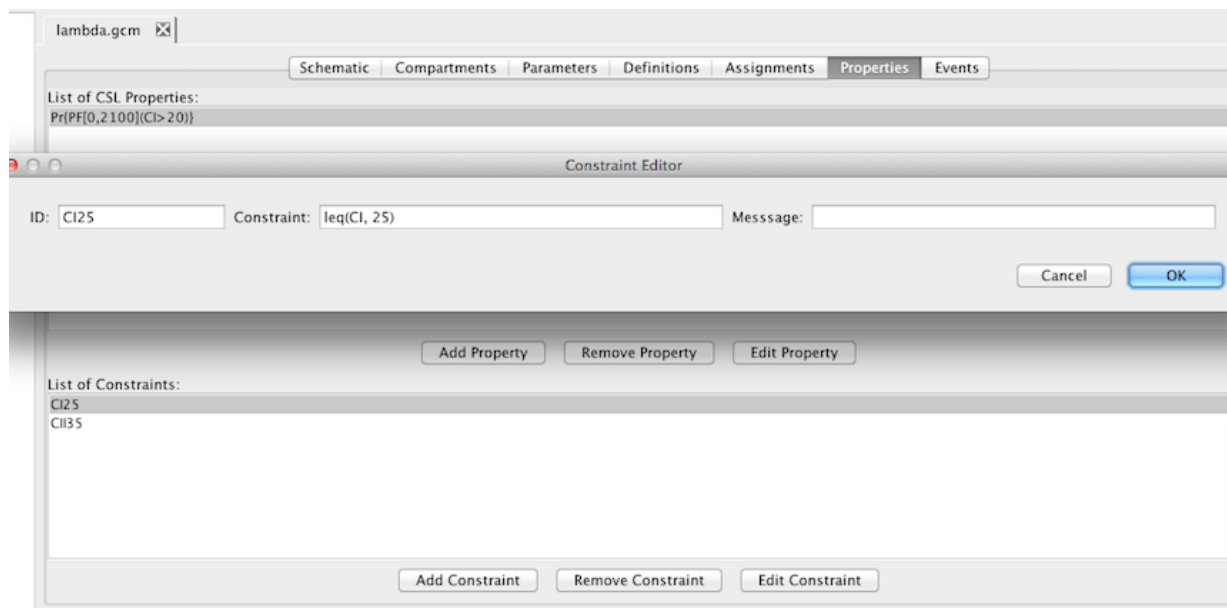 lambda.gcm
Schematic Compartments Parameters Definitions Assignments Properties Events
List of CSL Properties:
Pr{PF[0,2100](CI>20)}
Constraint Editor
ID: CI25 Constraint: leq(CI, 25) Messsage:
Cancel OK
Add Property Remove Property Edit Property
List of Constraints:
CI25
CII35
Add Constraint Remove Constraint Edit Constraint